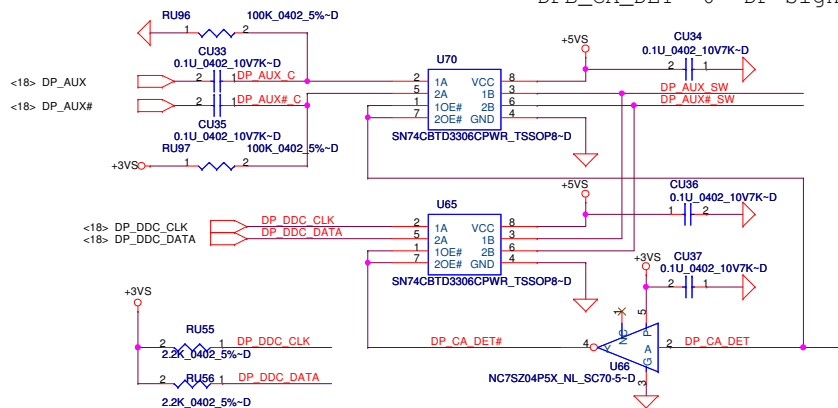 DPB_CA_DET "0" DP Sign
RU96
100K_0402_5%~D
1
2
CU33
0.1U_0402_10V7K~D
<18> DP_AUX
2
1
DP_AUX_C
<18> DP_AUX#
2
1
DP_AUX#_C
CU35
0.1U_0402_10V7K~D
RU97
100K_0402_5%~D
+3VS
1
2
U70
2 1A VCC 8
5 2A 1B 3
1 1OE# 2B 6
7 2OE# GND 4
SN74CBTD3306CPWR_TSSOP8~D
+5VS
CU34
0.1U_0402_10V7K~D
2
1
DP_AUX_SW
DP_AUX#_SW
<18> DP_DDC_CLK
DP_DDC_CLK
<18> DP_DDC_DATA
DP_DDC_DATA
U65
2 1A VCC 8
5 2A 1B 3
1 1OE# 2B 6
7 2OE# GND 4
SN74CBTD3306CPWR_TSSOP8~D
+5VS
CU36
0.1U_0402_10V7K~D
1
2
+3VS
CU37
0.1U_0402_10V7K~D
2
1
+3VS
RU55
2
1
DP_DDC_CLK
2.2K_0402_5%~D
RU56
2
1
DP_DDC_DATA
2.2K_0402_5%~D
DP_CA_DET#
4
Y
NC
1
P
5
A
2
DP_CA_DET
G
3
U66
NC7SZ04P5X_NL_SC70-5~D